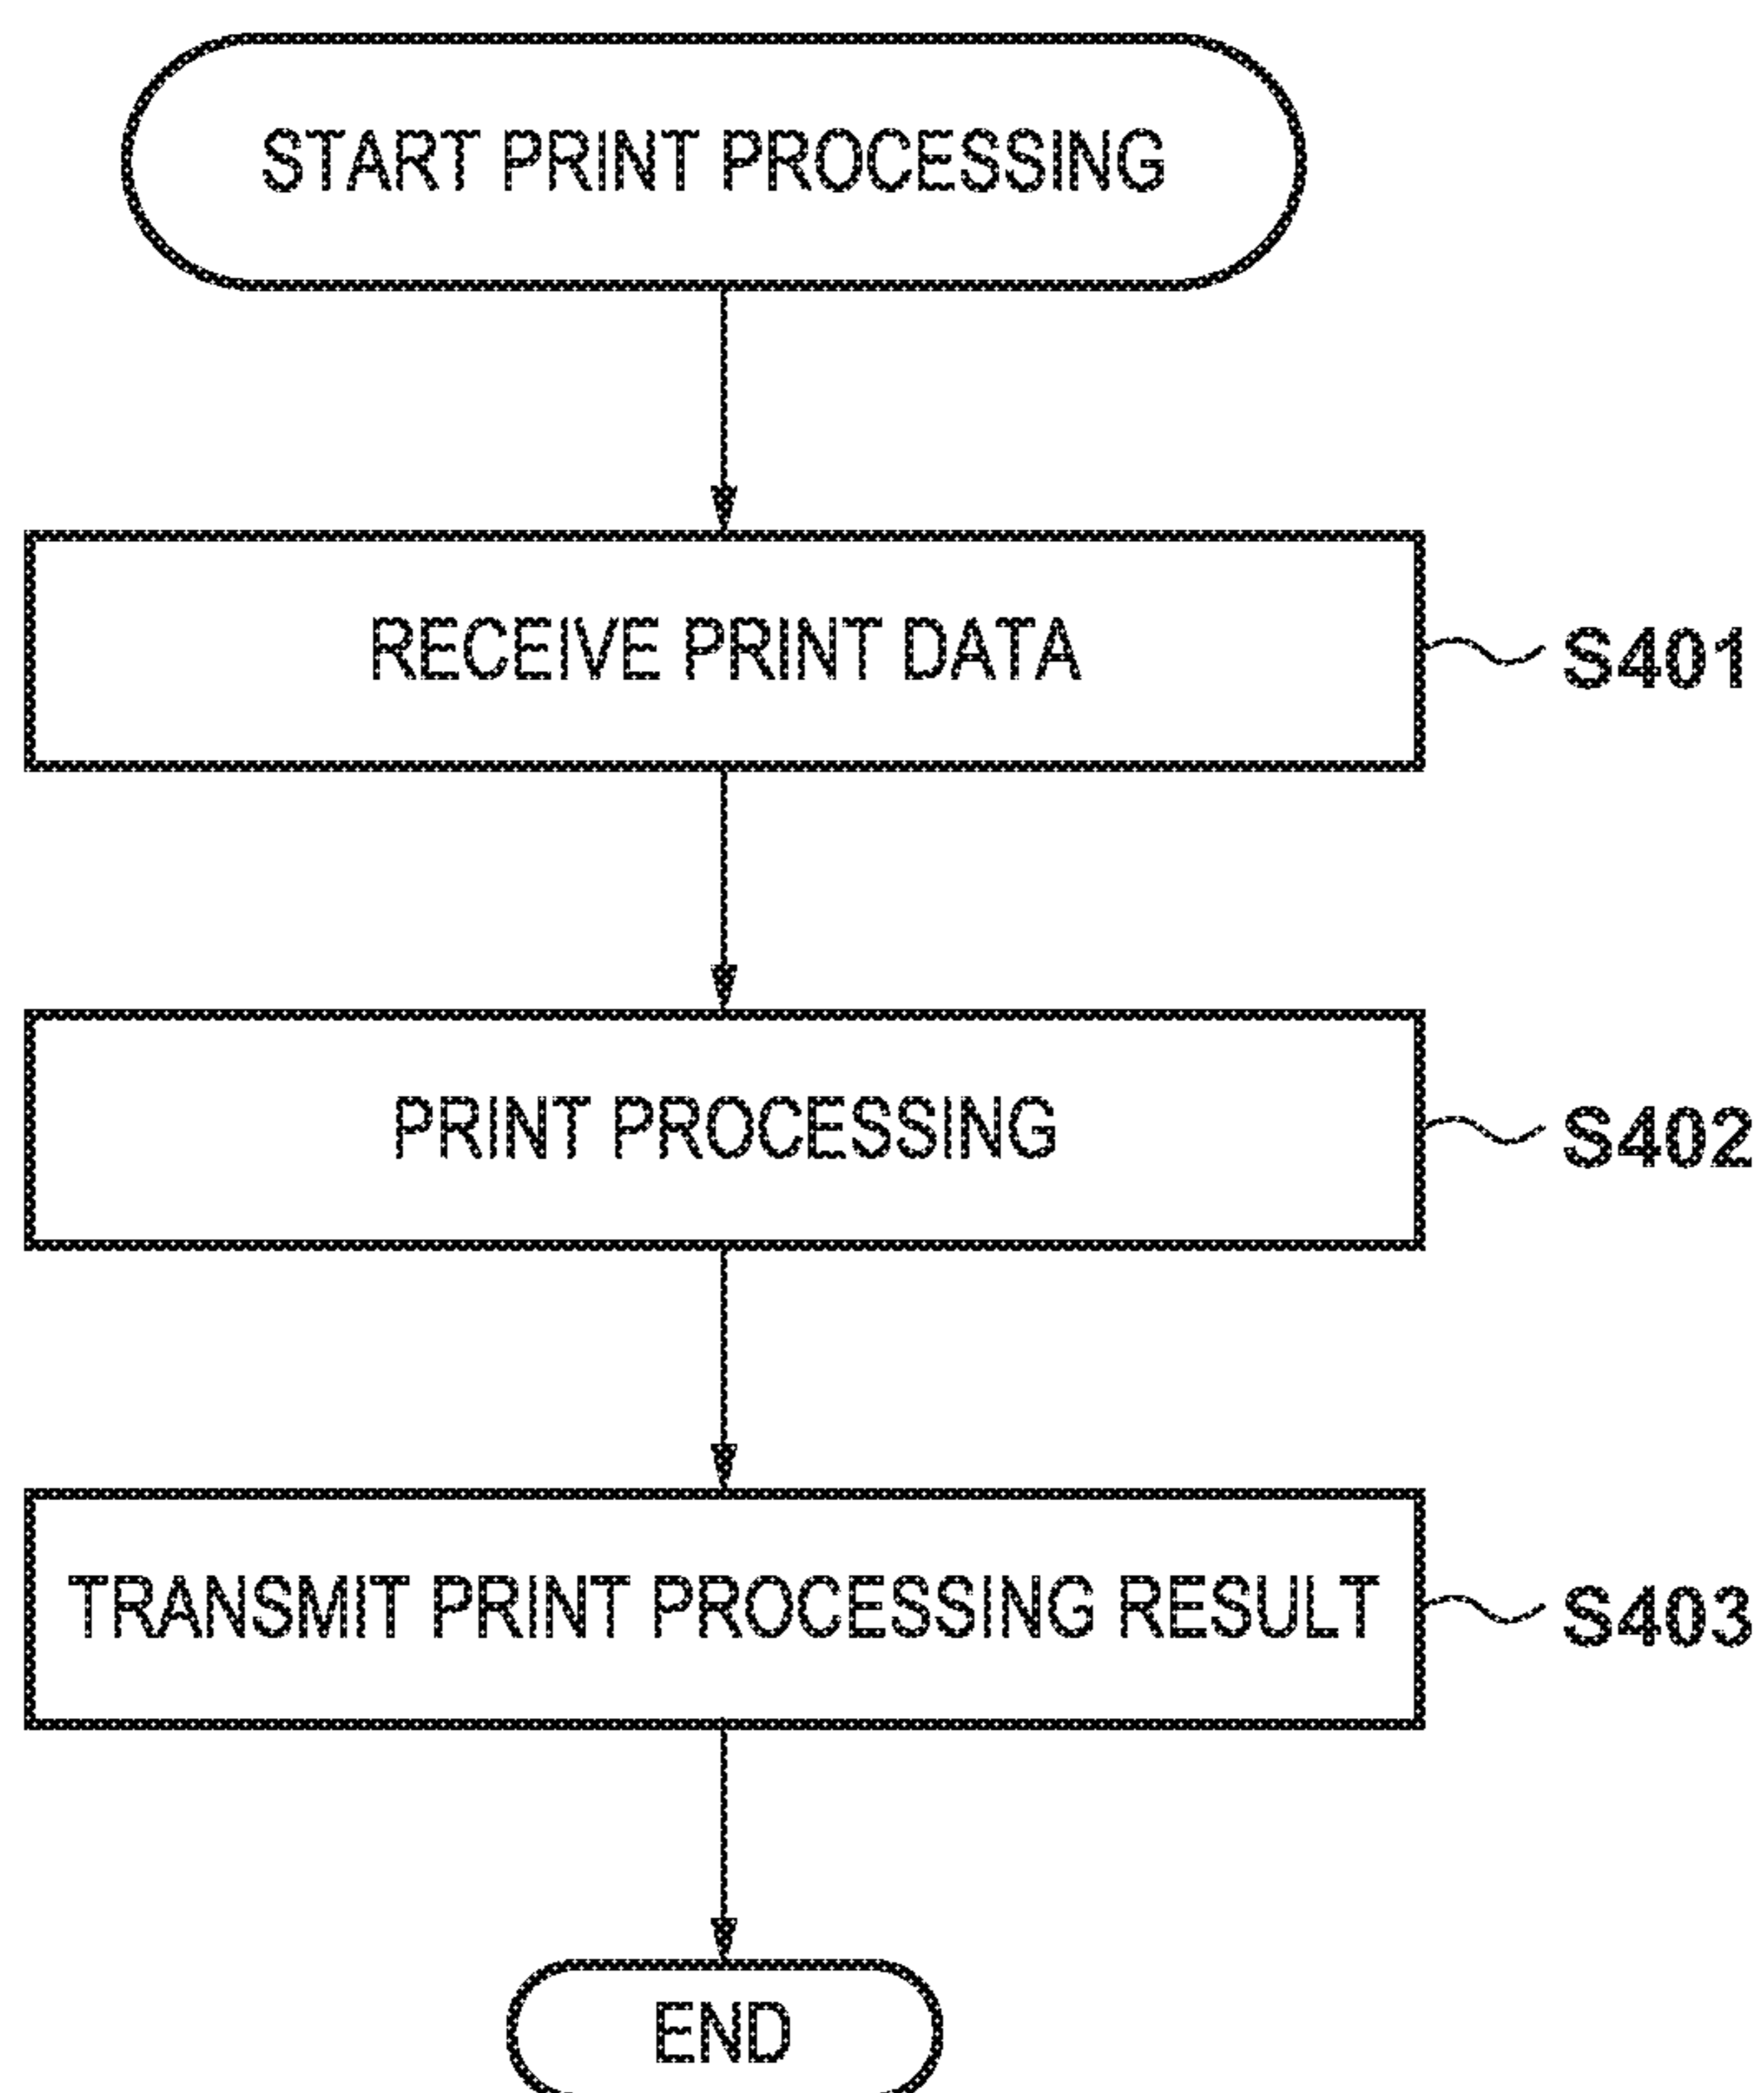 START PRINT PROCESSING
RECEIVE PRINT DATA
S401
PRINT PROCESSING
S402
TRANSMIT PRINT PROCESSING RESULT
S403
END